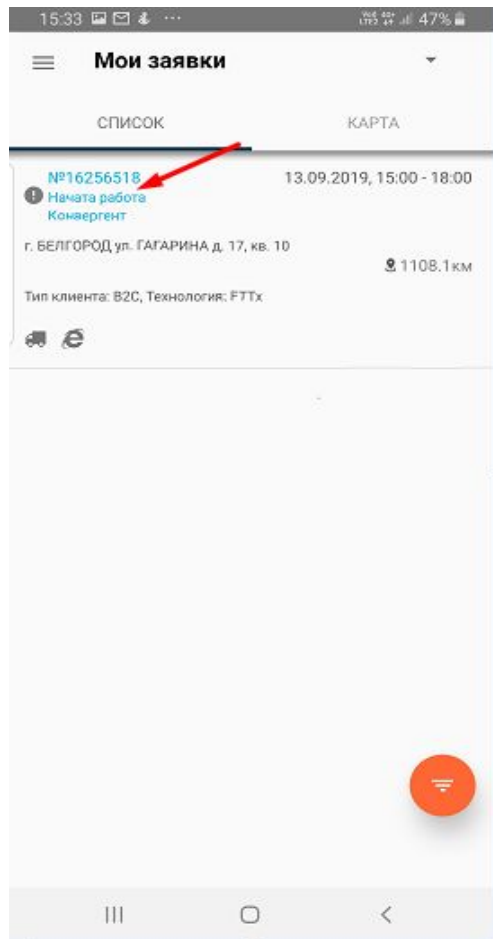 15:33 47%
Мои заявки
СПИСОК КАРТА
№16256518 13.09.2019, 15:00 - 18:00
Начата работа
Конвергент
г. БЕЛГОРОД ул. ГАГАРИНА д. 17, кв. 10
1108.1км
Тип клиента: B2C, Технология: FTTx